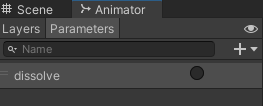 Scene Animator
Layers Parameters
Name
dissolve